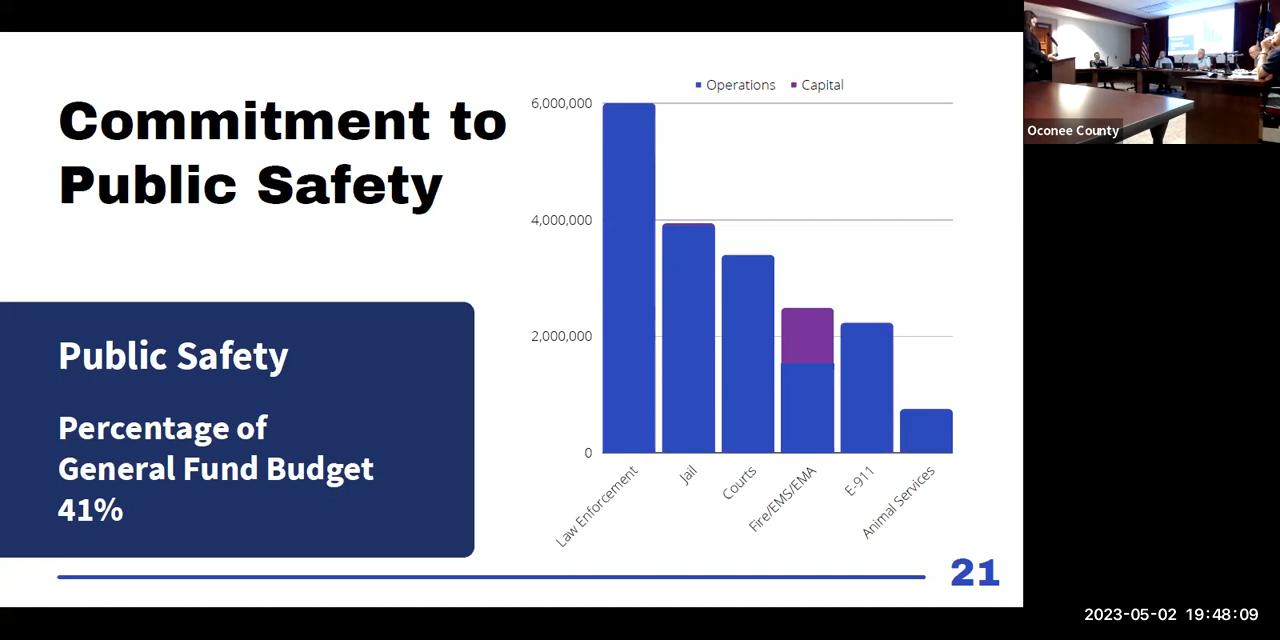 Commitment to
Public Safety
Public Safety
Percentage of
General Fund Budget
41%
Operations
Capital
6,000,000
4,000,000
2,000,000
0
Law Enforcement
Jail
Courts
Fire/EMS/EMA
E-911
Animal Services
21
Oconee County
2023-05-02 19:48:09